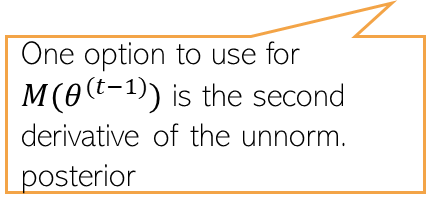 One option to use for
M(θ^(t−1)) is the second
derivative of the unnorm.
posterior